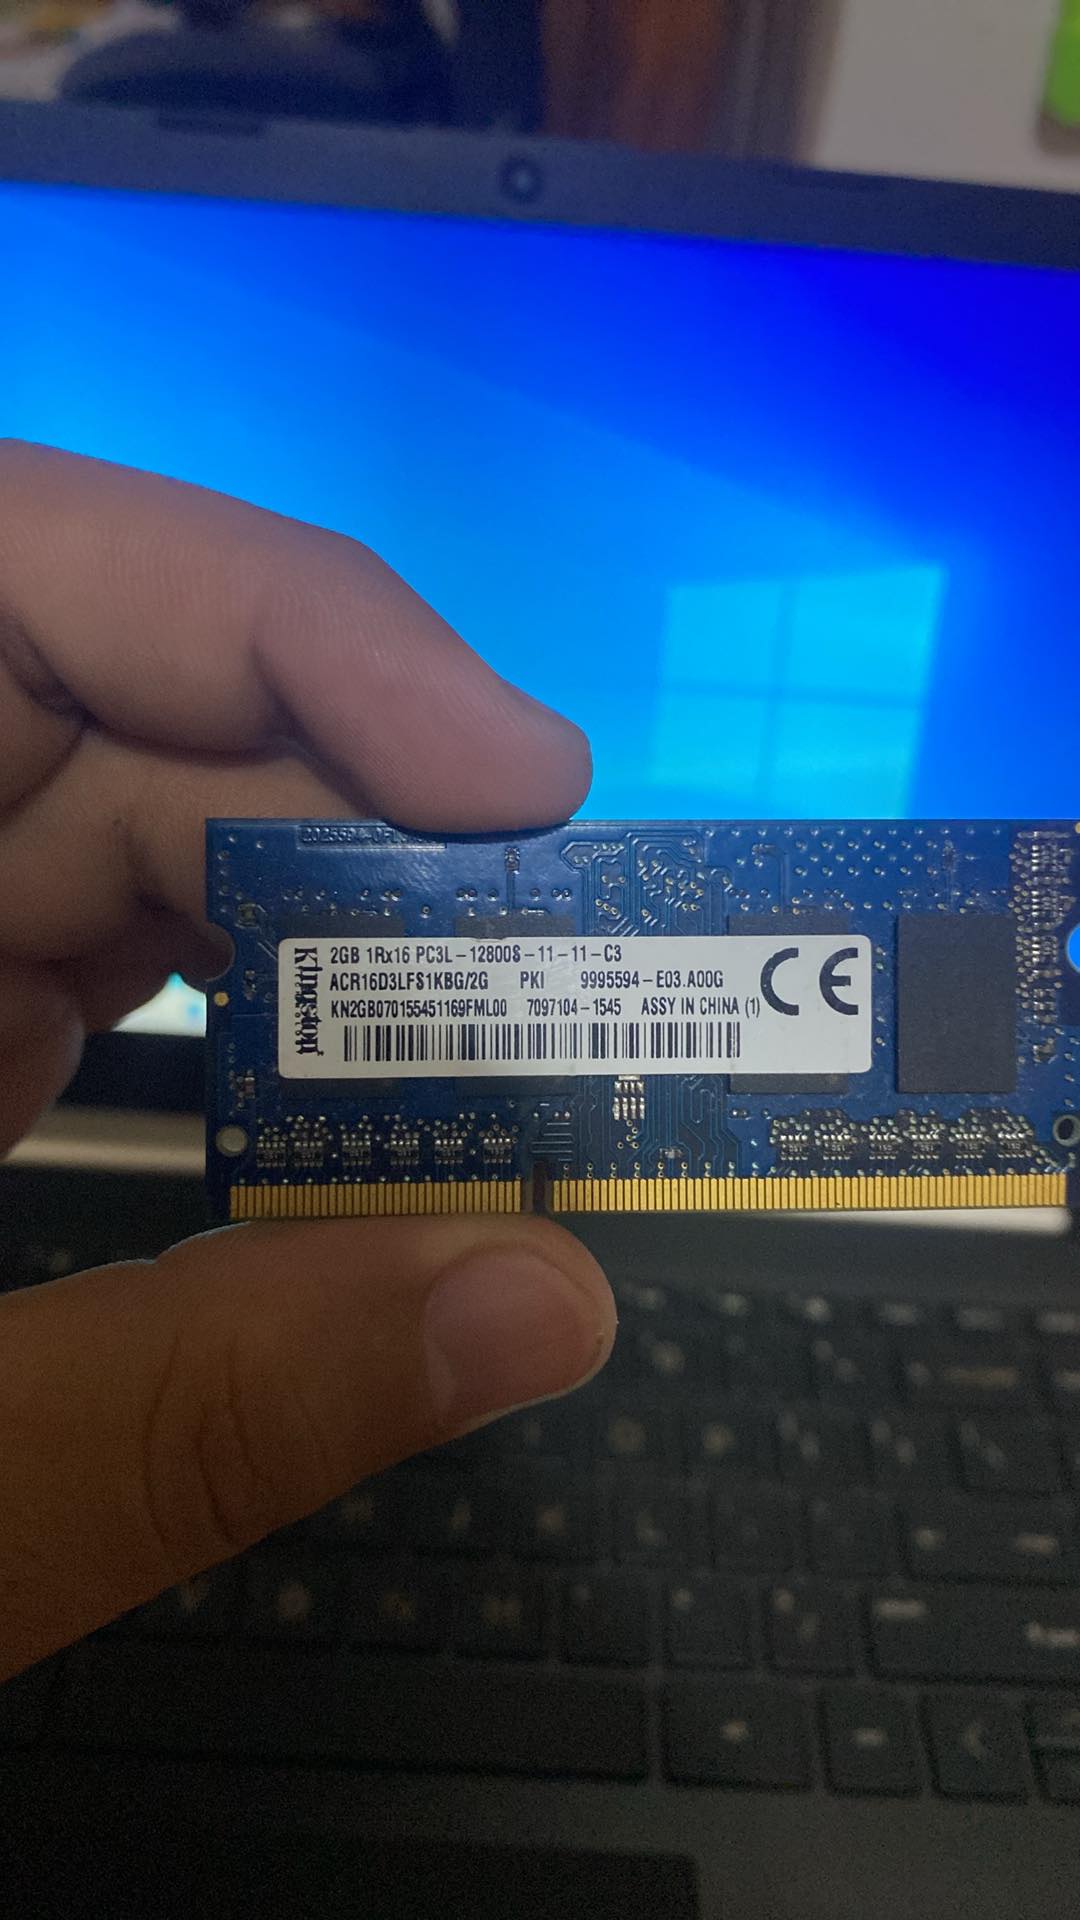 Kingston
2GB 1Rx16 PC3L-12800S-11-11-C3
ACR16D3LFS1KBG/2G PKI 9995594-E03.A00G
KN2GB070155451169FML00 7097104-1545 ASSY IN CHINA (1)
CE